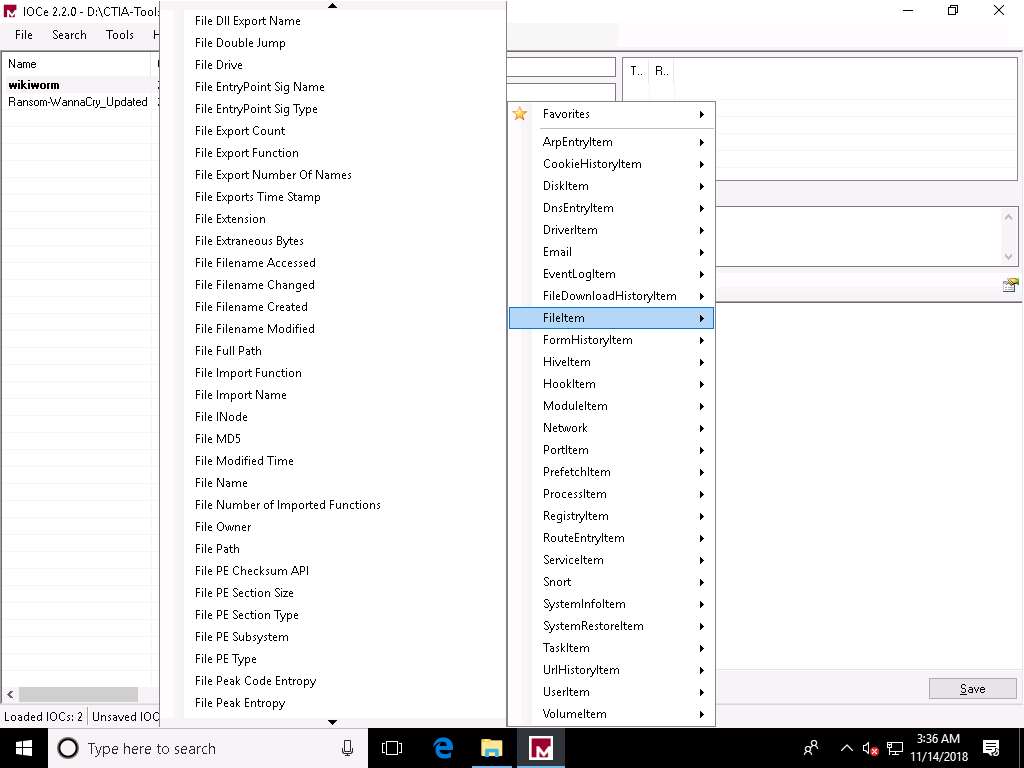 IOCe 2.2.0 - D:\CTIA-Tools
File Search Tools
Name
wikiworm
Ransom-WannaCry_Updated
File Dll Export Name
File Double Jump
File Drive
File EntryPoint Sig Name
File EntryPoint Sig Type
File Export Count
File Export Function
File Export Number Of Names
File Exports Time Stamp
File Extension
File Extraneous Bytes
File Filename Accessed
File Filename Changed
File Filename Created
File Filename Modified
File Full Path
File Import Function
File Import Name
File INode
File MD5
File Modified Time
File Name
File Number of Imported Functions
File Owner
File Path
File PE Checksum API
File PE Section Size
File PE Section Type
File PE Subsystem
File PE Type
File Peak Code Entropy
File Peak Entropy
T.. R..
Favorites
ArpEntryItem
CookieHistoryItem
DiskItem
DnsEntryItem
DriverItem
Email
EventLogItem
FileDownloadHistoryItem
FileItem
FormHistoryItem
HiveItem
HookItem
ModuleItem
Network
PortItem
PrefetchItem
ProcessItem
RegistryItem
RouteEntryItem
ServiceItem
Snort
SystemInfoItem
SystemRestoreItem
TaskItem
UrlHistoryItem
UserItem
VolumeItem
Save
Loaded IOCs: 2 Unsaved IOC
Type here to search
3:36 AM
11/14/2018